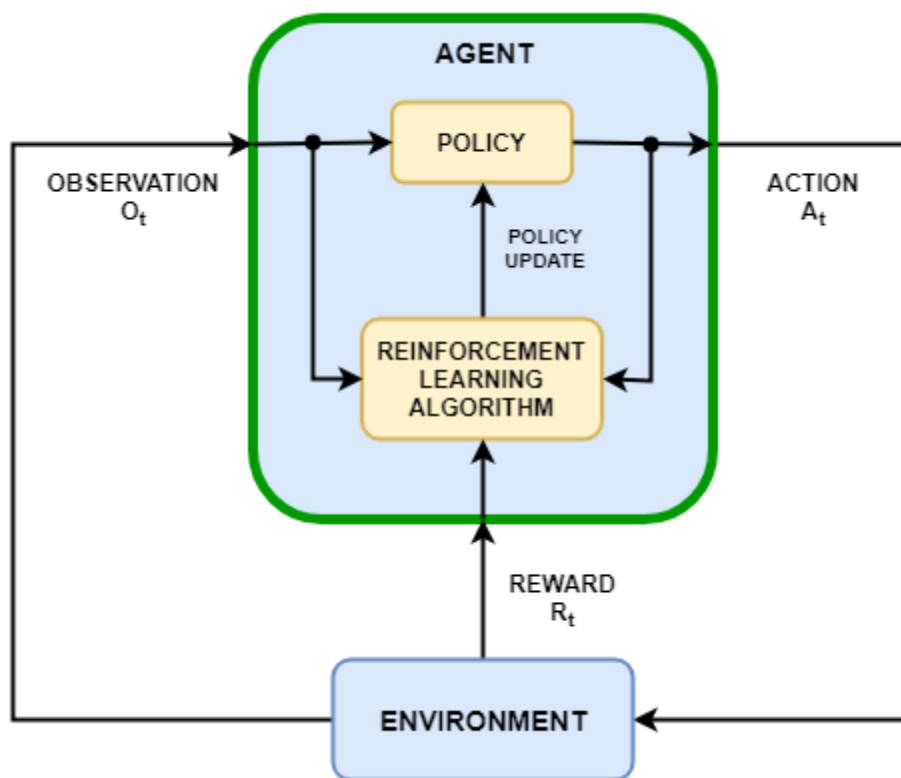 AGENT
POLICY
OBSERVATION
Ot
ACTION
At
POLICY
UPDATE
REINFORCEMENT
LEARNING
ALGORITHM
REWARD
Rt
ENVIRONMENT